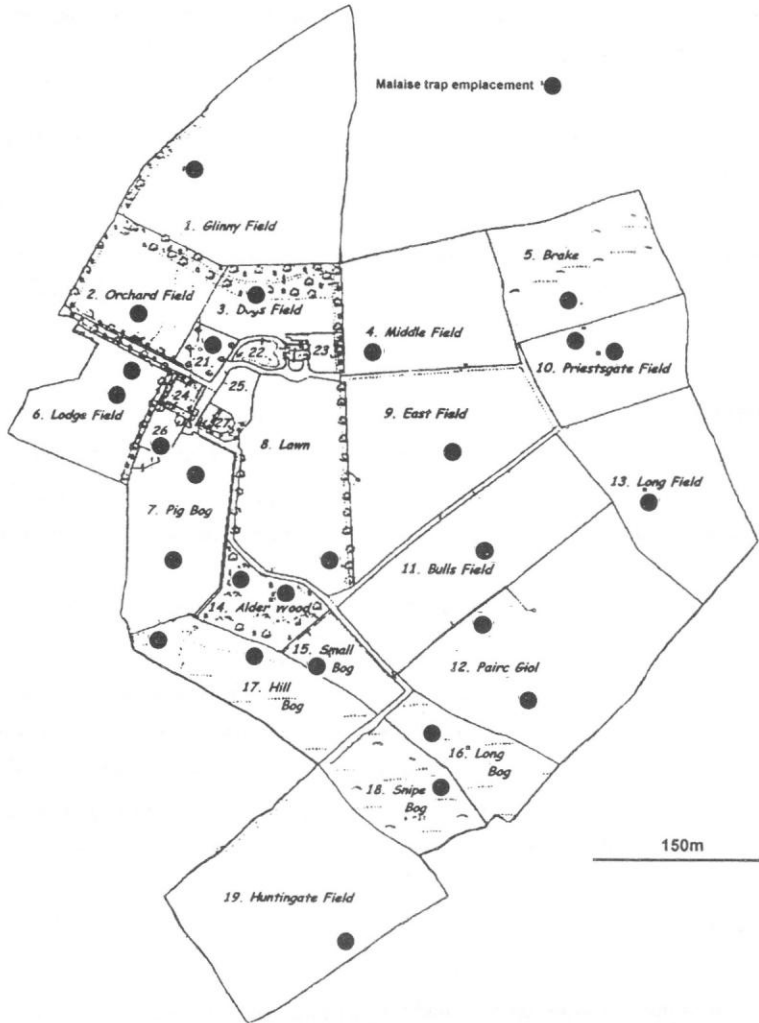 Malaise trap emplacement
1. Glinny Field
5. Brake
2. Orchard Field
3. Dogs Field
4. Middle Field
21.
22.
23
10. Priestsgate Field
24.
25.
6. Lodge Field
9. East Field
27.
26
8. Lawn
13. Long Field
7. Pig Bog
11. Bulls Field
14. Alder wood
15. Small
Bog
12. Pairc Giol
17. Hill
Bog
16. Long
Bog
18. Snipe
Bog
150m
19. Huntingate Field